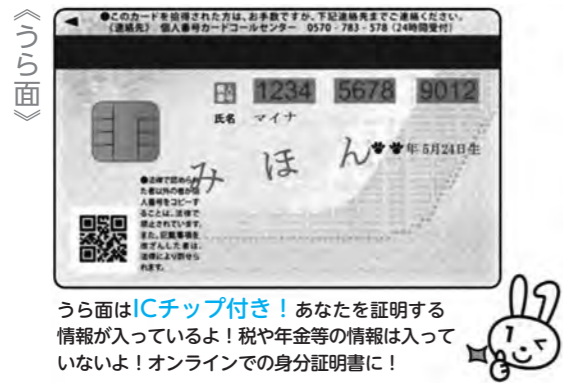 《うら面》
●このカードを拾得された方は、お手数ですが、下記連絡先までご連絡ください。
《連絡先》 個人番号カードコールセンター 0570-783-578（24時間受付）
1234 5678 9012
氏名 マイナ
年 5月24日生
みほん
●法律で認められ
た者以外の者が個
人番号をコピーす
ることは、法律で
禁止されています。
また、記載事項を
改ざんした者は、
法律により罰せら
れます。
うら面はICチップ付き！あなたを証明する
情報が入っているよ！税や年金等の情報は入って
いないよ！オンラインでの身分証明書に！